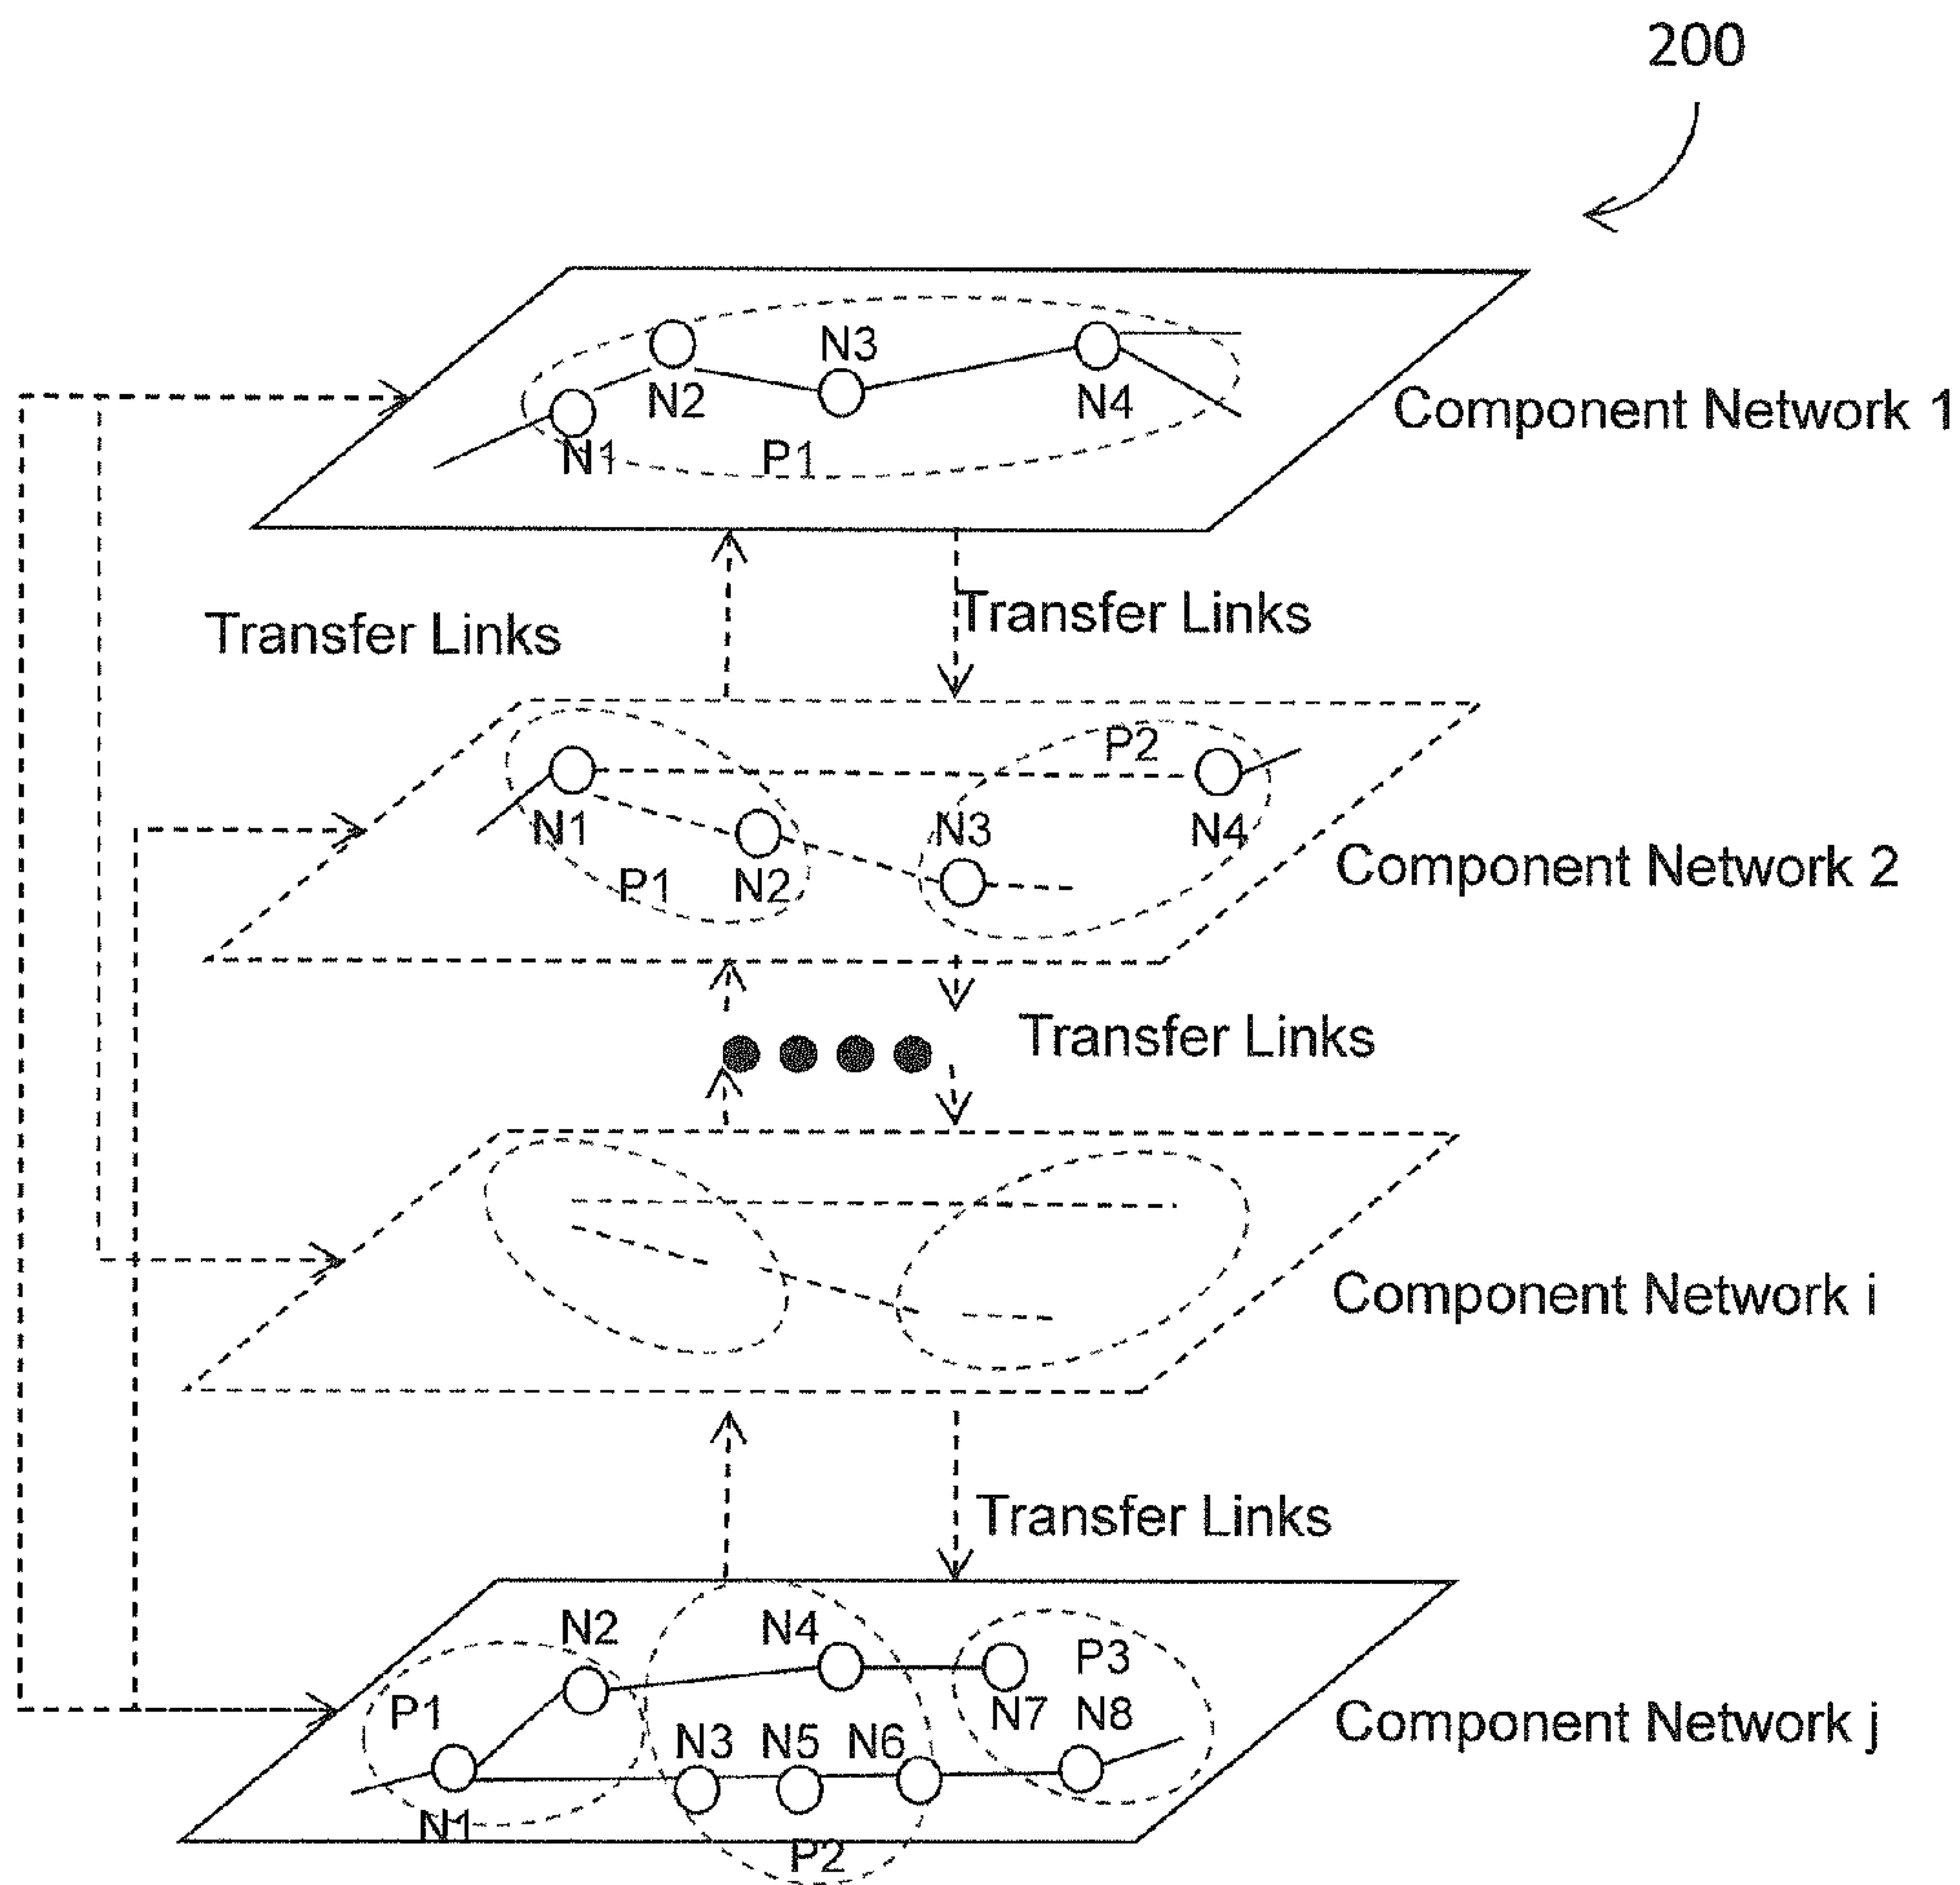 200
N3
N2
N4
Component Network 1
N1
P1
Transfer Links
Transfer Links
P2
N1
N3
N4
Component Network 2
P1
N2
Transfer Links
Component Network i
Transfer Links
N2
N4
P3
P1
N7
N8
Component Network j
N3
N5
N6
N1
P2